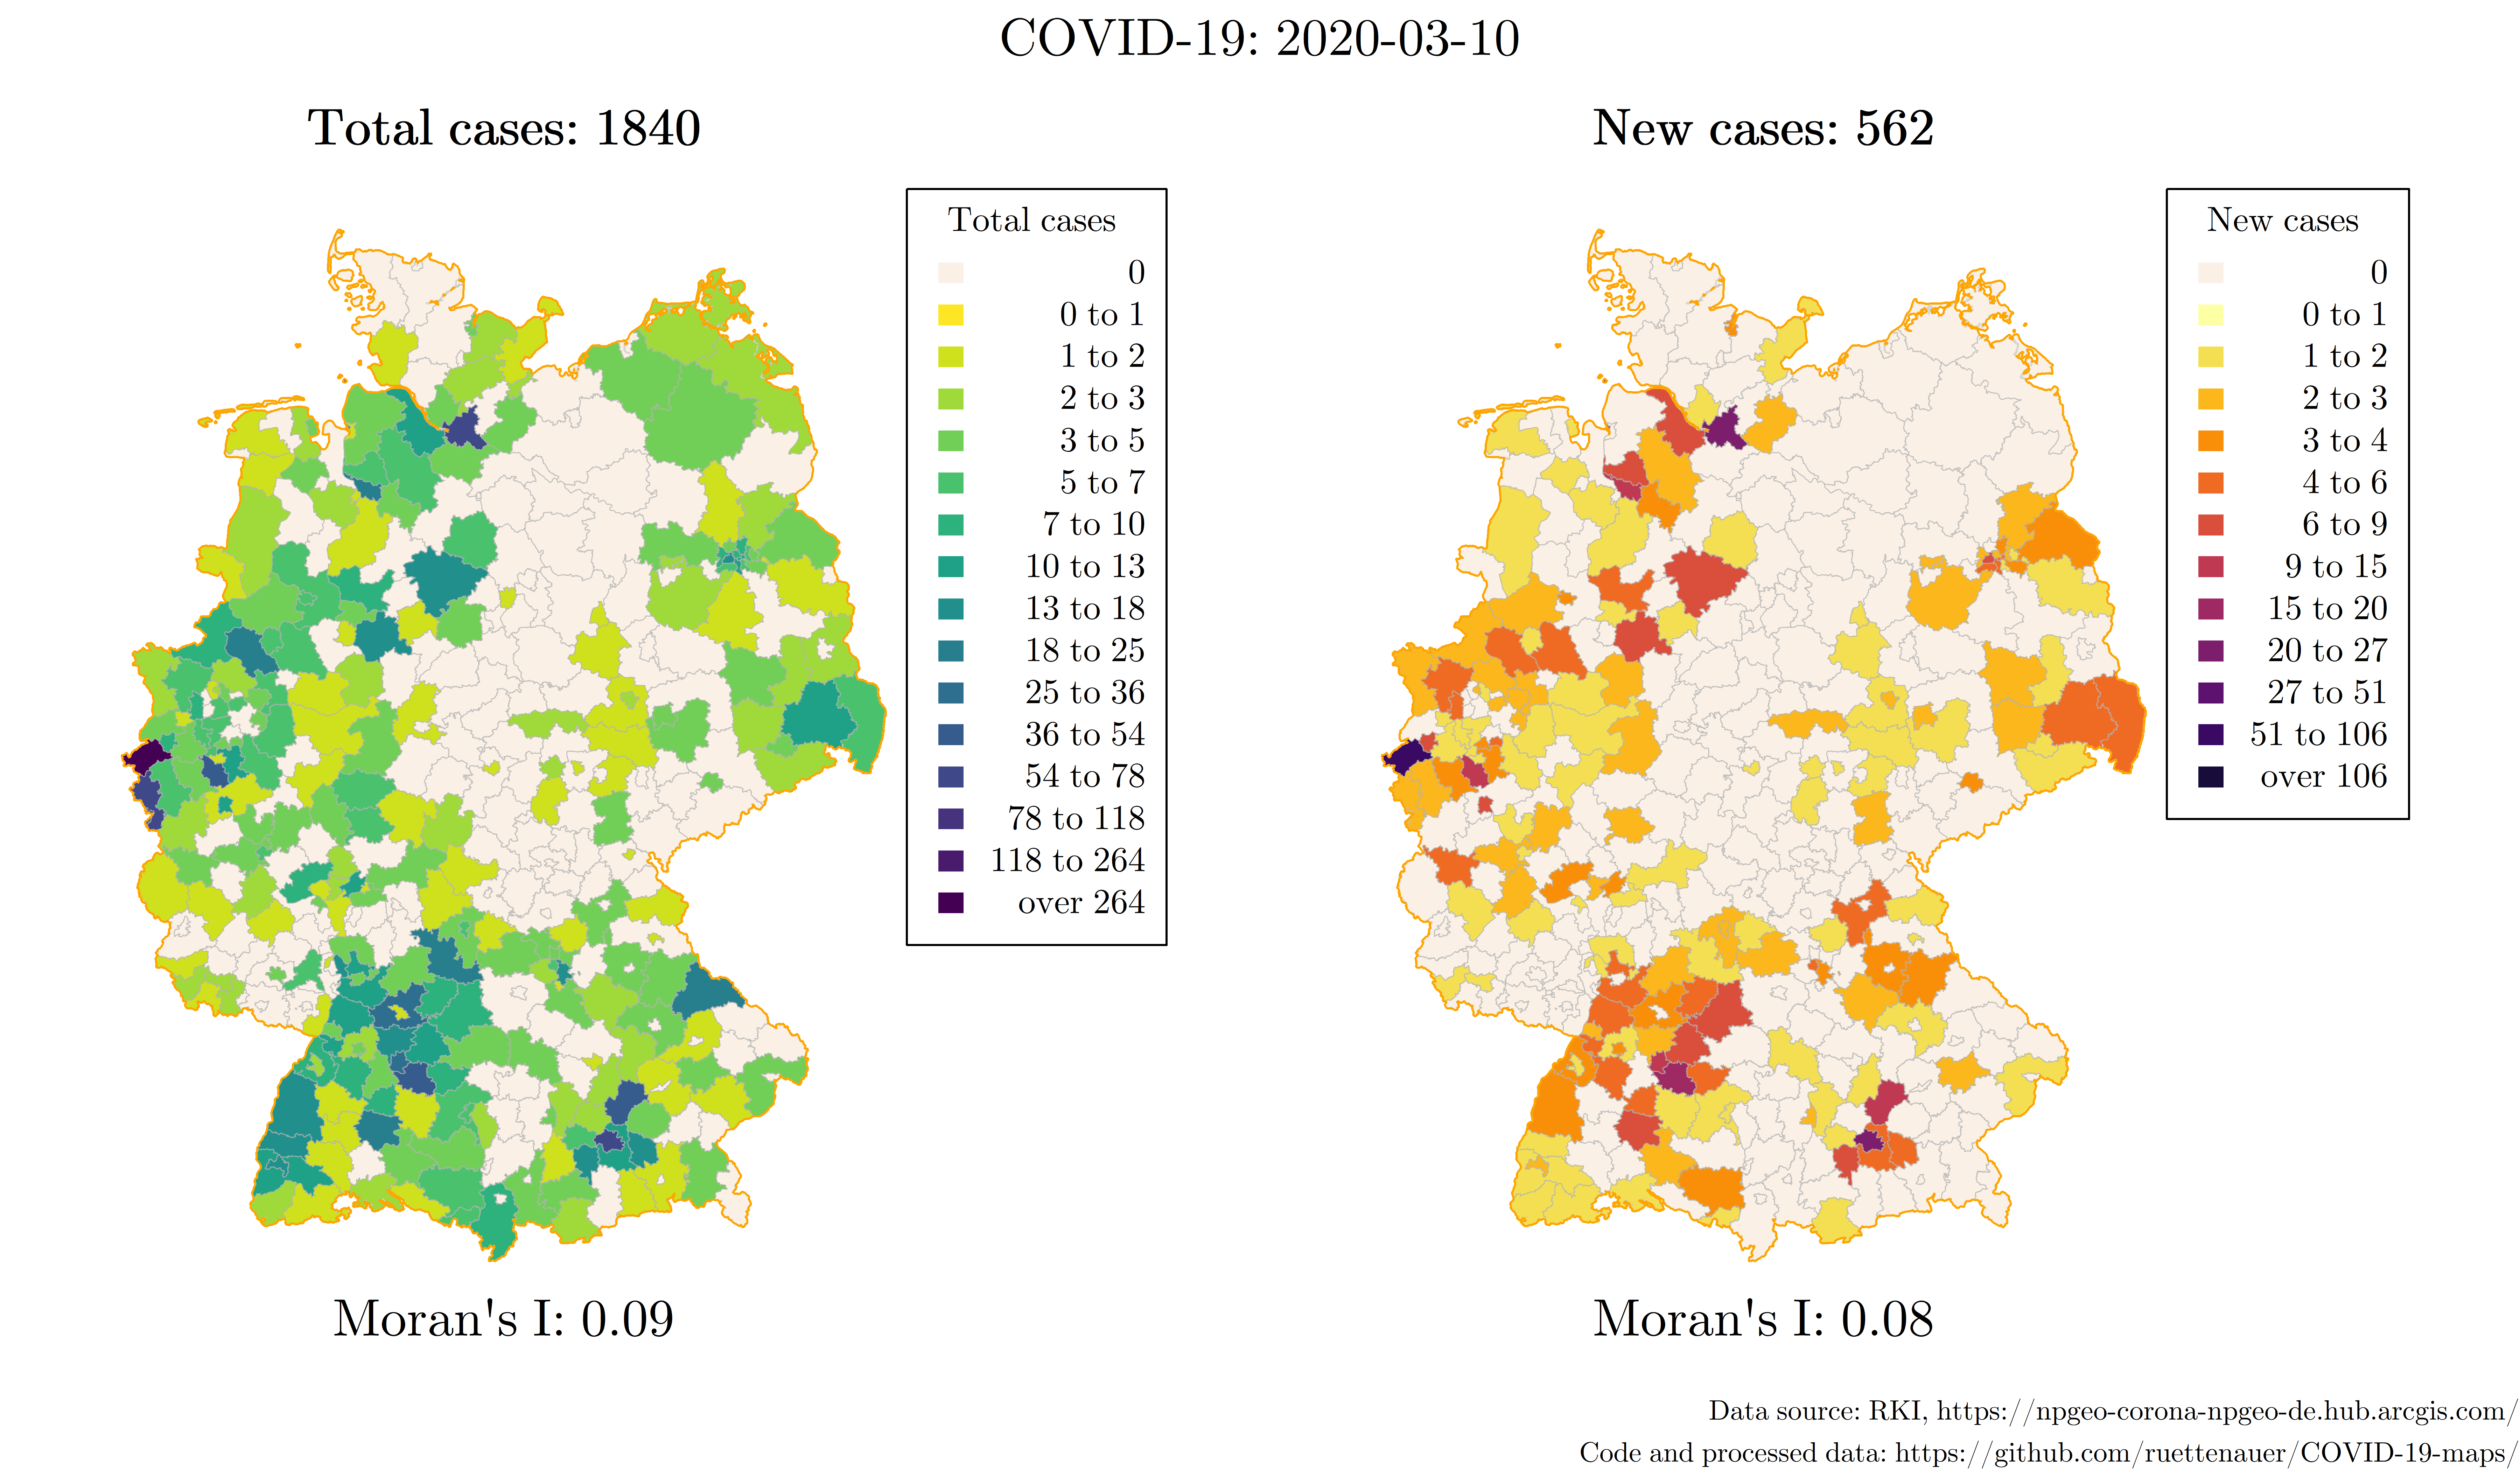 COVID-19: 2020-03-10
Total cases: 1840
Total cases
0
0 to 1
1 to 2
2 to 3
3 to 5
5 to 7
7 to 10
10 to 13
13 to 18
18 to 25
25 to 36
36 to 54
54 to 78
78 to 118
118 to 264
over 264
Moran's I: 0.09
New cases: 562
New cases
0
0 to 1
1 to 2
2 to 3
3 to 4
4 to 6
6 to 9
9 to 15
15 to 20
20 to 27
27 to 51
51 to 106
over 106
Moran's I: 0.08
Data source: RKI, https://npgeo-corona-npgeo-de.hub.arcgis.com/
Code and processed data: https://github.com/ruettenauer/COVID-19-maps/